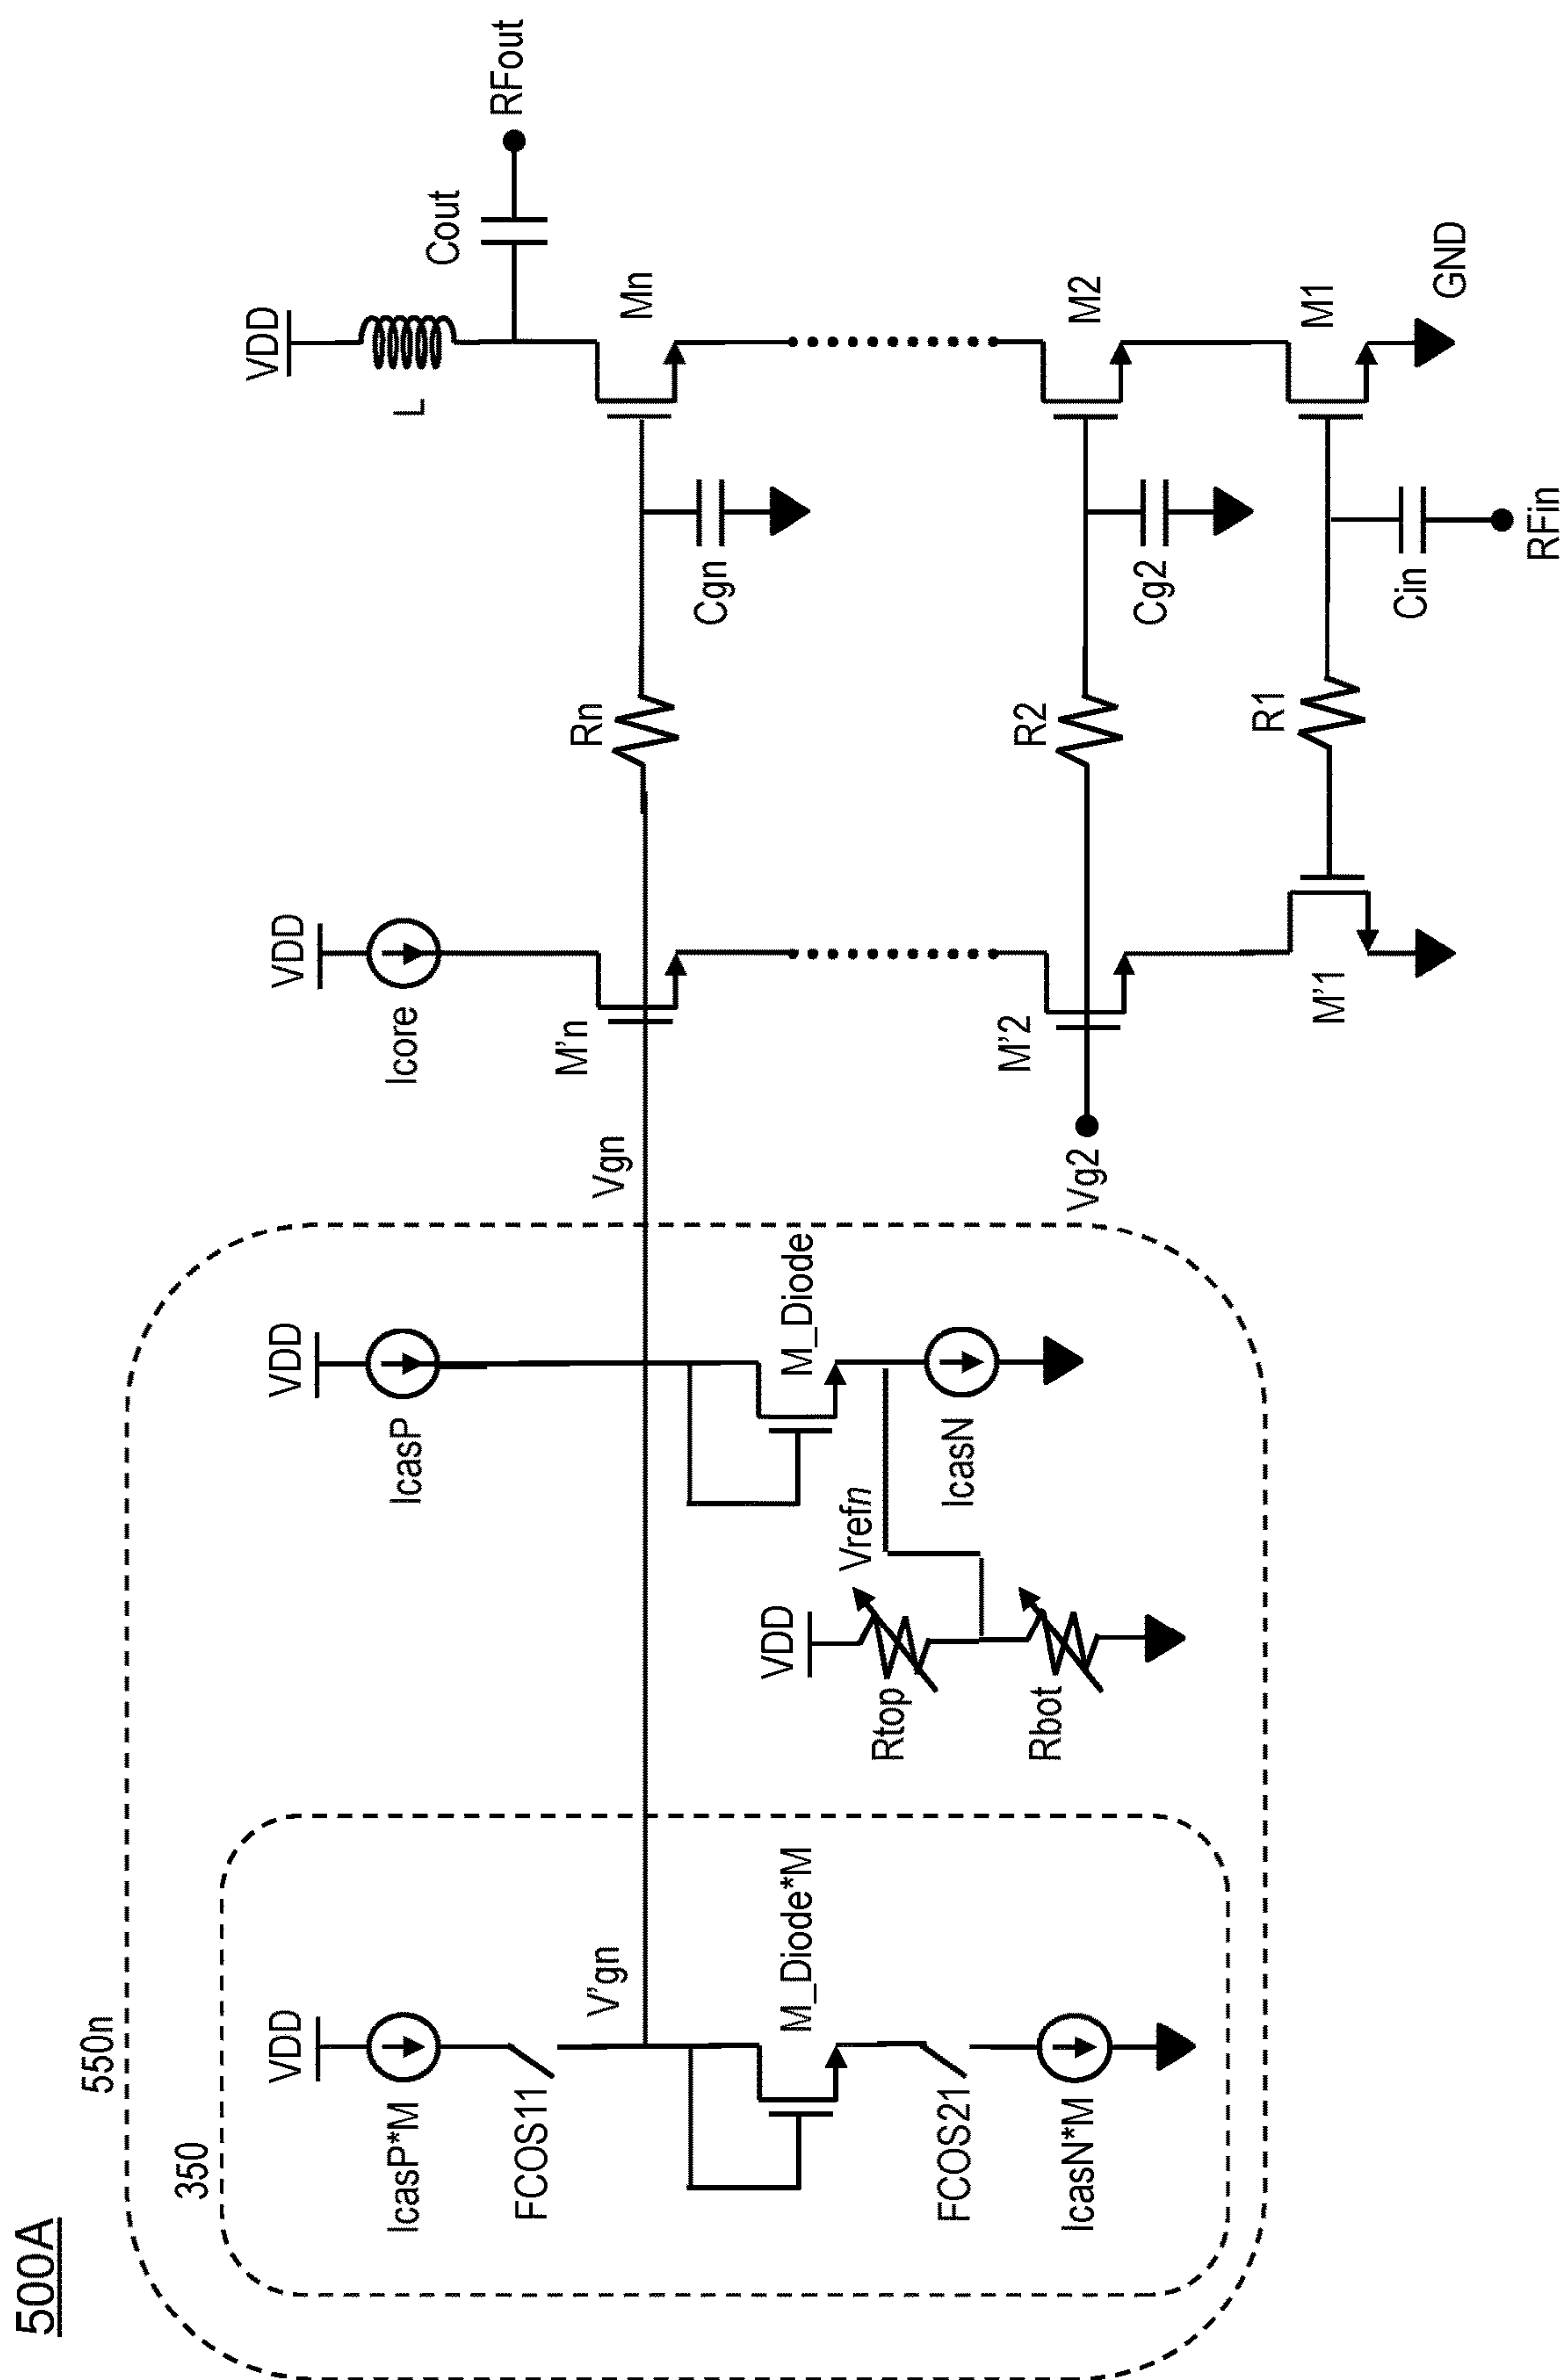 500A
550n
350
VDD
IcasP*M
FCOS11
V'gn
M_Diode*M
FCOS21
IcasN*M
VDD
Rtop
Rbot
Vrefn
VDD
IcasP
M_Diode
IcasN
Vgn
Vg2
VDD
Icore
M'n
M'2
M'1
Rn
R2
R1
Cgn
Cg2
Cin
RFin
VDD
L
Cout
RFout
Mn
M2
M1
GND